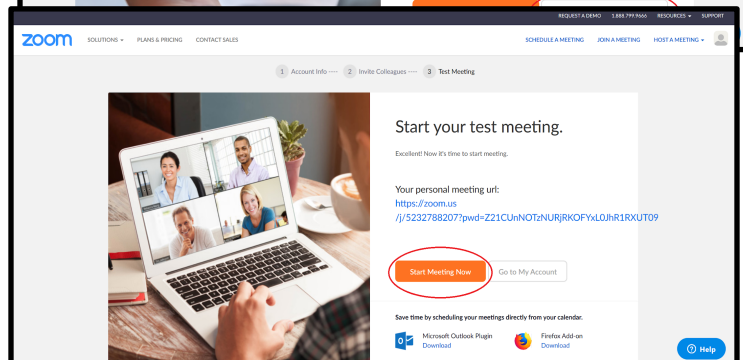 REQUEST A DEMO 1.888.799.9666 RESOURCES SUPPORT
zoom SOLUTIONS PLANS & PRICING CONTACT SALES SCHEDULE A MEETING JOIN A MEETING HOST A MEETING
1 Account Info ---- 2 Invite Colleagues ---- 3 Test Meeting
Start your test meeting.
Excellent! Now it's time to start meeting.
Your personal meeting url:
https://zoom.us
/j/5232788207?pwd=Z21CUnNOTzNURjRKOFYxL0JhR1RXUT09
Start Meeting Now Go to My Account
Save time by scheduling your meetings directly from your calendar.
Microsoft Outlook Plugin Firefox Add-on
Download Download
Help